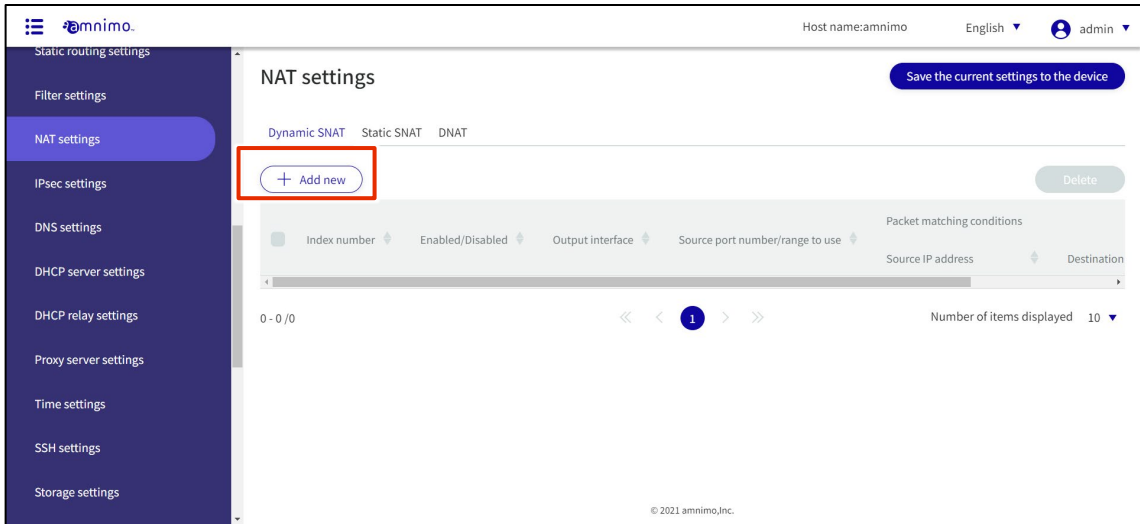 amnimo
Host name:amnimo
English
admin
Static routing settings
Filter settings
NAT settings
IPsec settings
DNS settings
DHCP server settings
DHCP relay settings
Proxy server settings
Time settings
SSH settings
Storage settings
NAT settings
Save the current settings to the device
Dynamic SNAT Static SNAT DNAT
+ Add new
Delete
Packet matching conditions
Index number Enabled/Disabled Output interface Source port number/range to use
Source IP address Destination
0 - 0 /0
1
Number of items displayed 10
© 2021 amnimo,Inc.